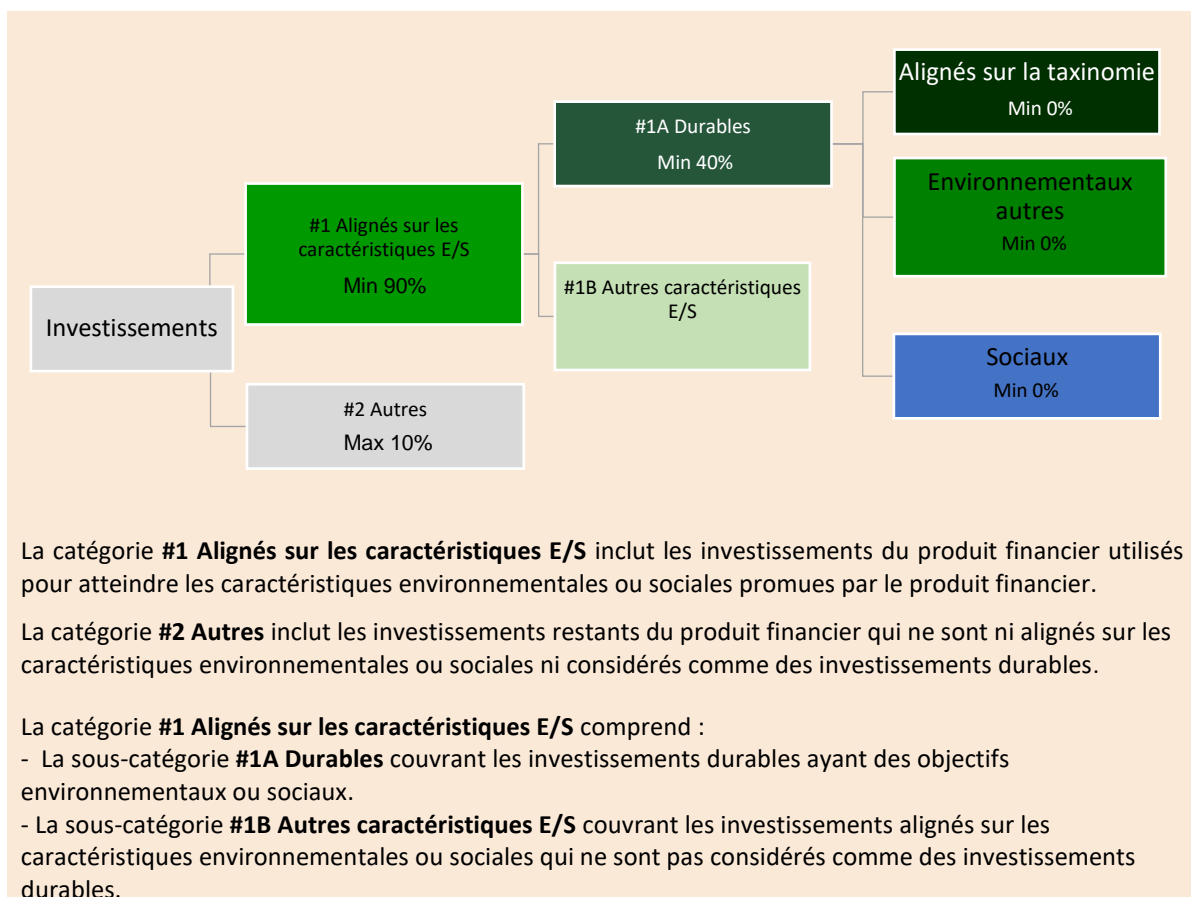 Investissements
#1 Alignés sur les
caractéristiques E/S
Min 90%
#2 Autres
Max 10%
#1A Durables
Min 40%
#1B Autres caractéristiques
E/S
Alignés sur la taxinomie
Min 0%
Environnementaux
autres
Min 0%
Sociaux
Min 0%
La catégorie #1 Alignés sur les caractéristiques E/S inclut les investissements du produit financier utilisés
pour atteindre les caractéristiques environnementales ou sociales promues par le produit financier.
La catégorie #2 Autres inclut les investissements restants du produit financier qui ne sont ni alignés sur les
caractéristiques environnementales ou sociales ni considérés comme des investissements durables.
La catégorie #1 Alignés sur les caractéristiques E/S comprend :
- La sous-catégorie #1A Durables couvrant les investissements durables ayant des objectifs
environnementaux ou sociaux.
- La sous-catégorie #1B Autres caractéristiques E/S couvrant les investissements alignés sur les
caractéristiques environnementales ou sociales qui ne sont pas considérés comme des investissements
durables.